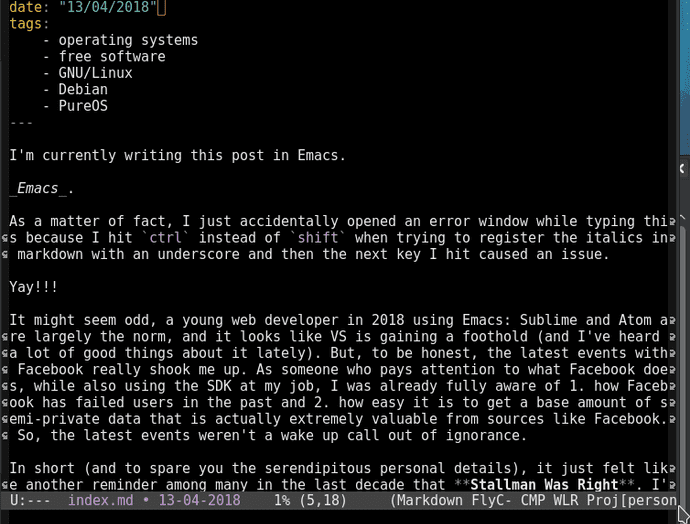 date: "13/04/2018"
tags:
    - operating systems
    - free software
    - GNU/Linux
    - Debian
    - PureOS
---
I'm currently writing this post in Emacs.
_Emacs_.
As a matter of fact, I just accidentally opened an error window while typing thi
s because I hit `ctrl` instead of `shift` when trying to register the italics in
 markdown with an underscore and then the next key I hit caused an issue.
Yay!!!
It might seem odd, a young web developer in 2018 using Emacs: Sublime and Atom a
re largely the norm, and it looks like VS is gaining a foothold (and I've heard
a lot of good things about it lately). But, to be honest, the latest events with
 Facebook really shook me up. As someone who pays attention to what Facebook doe
s, while also using the SDK at my job, I was already fully aware of 1. how Faceb
ook has failed users in the past and 2. how easy it is to get a base amount of s
emi-private data that is actually extremely valuable from sources like Facebook.
 So, the latest events weren't a wake up call out of ignorance.
In short (and to spare you the serendipitous personal details), it just felt lik
e another reminder among many in the last decade that **Stallman Was Right**. I'
U:---  index.md • 13-04-2018    1% (5,18)     (Markdown FlyC- CMP WLR Proj[person